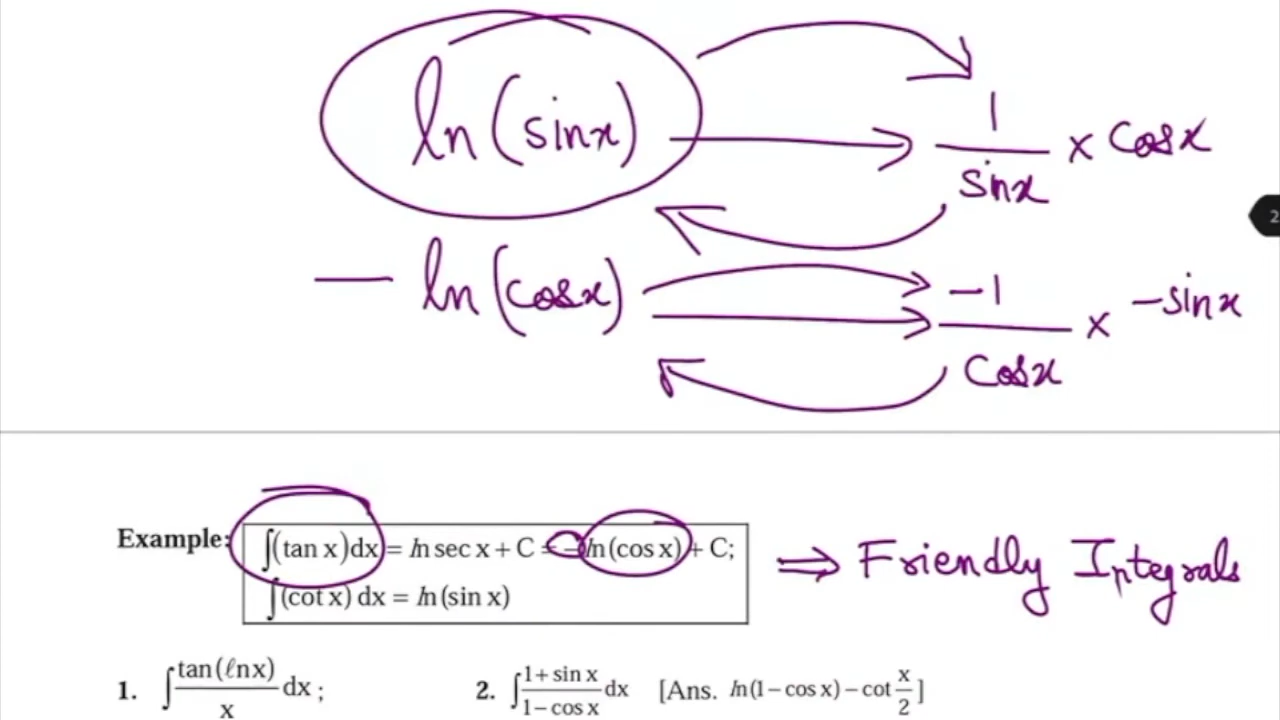 ln(sinx) → 1/sinx × cosx
2
— ln(cosx) → -1/cosx × -sinx
Example: ∫(tan x)dx = ln sec x + C = – ln(cos x) + C; ⇒ Friendly Integrals
∫(cot x) dx = ln(sin x)
1. ∫ tan(ℓnx)/x dx ; 2. ∫ 1+ sin x/1– cos x dx [Ans. ln(1– cos x) – cot x/2 ]